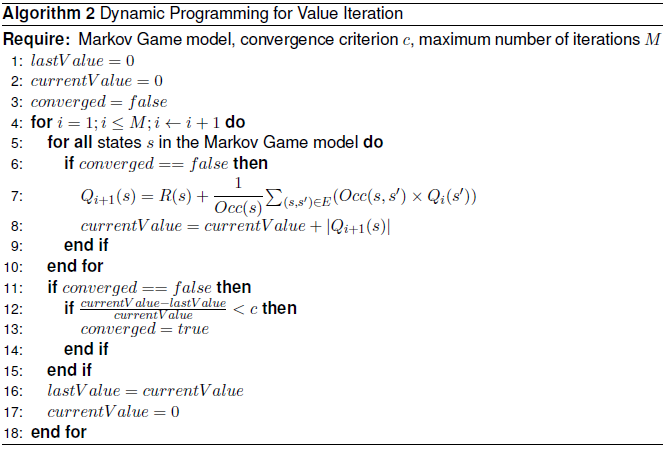 Algorithm 2 Dynamic Programming for Value Iteration
Require: Markov Game model, convergence criterion c, maximum number of iterations M
1: lastValue = 0
2: currentValue = 0
3: converged = false
4: for i = 1; i ≤ M; i ← i + 1 do
5: for all states s in the Markov Game model do
6: if converged == false then
7: Q_{i+1}(s) = R(s) + \frac{1}{Occ(s)} ∑_{(s,s′)∈E}(Occ(s, s′) × Q_i(s′))
8: currentValue = currentValue + |Q_{i+1}(s)|
9: end if
10: end for
11: if converged == false then
12: if \frac{currentValue−lastValue}{currentValue} < c then
13: converged = true
14: end if
15: end if
16: lastValue = currentValue
17: currentValue = 0
18: end for